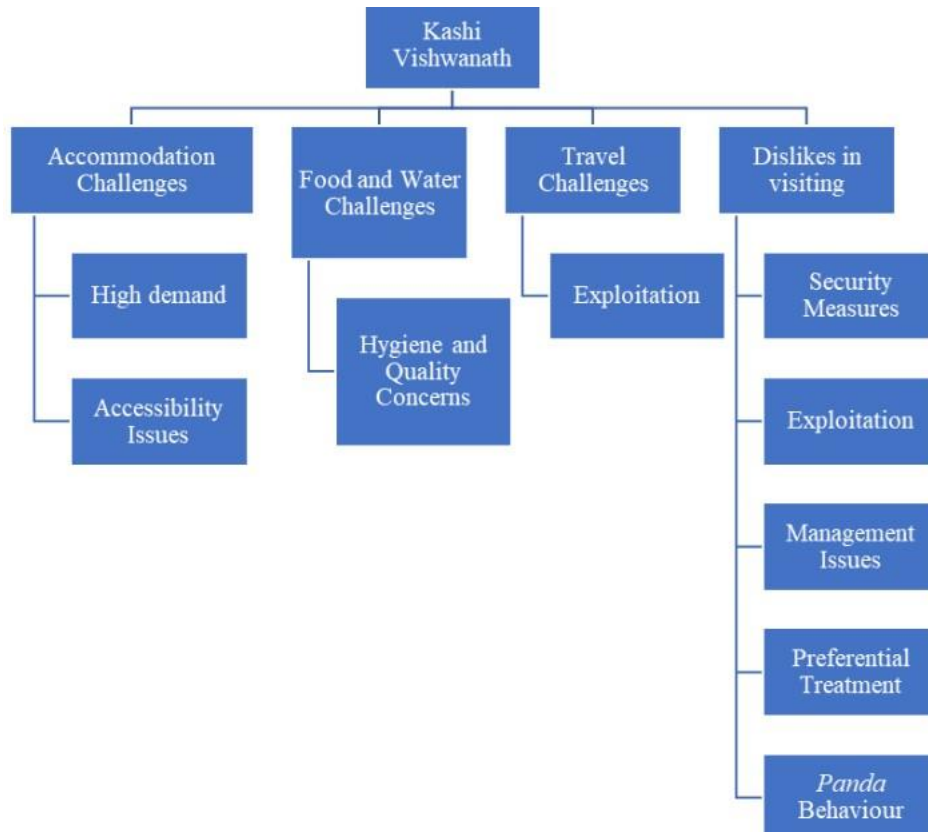 Kashi
Vishwanath
Accommodation
Challenges
High demand
Accessibility
Issues
Food and Water
Challenges
Hygiene and
Quality
Concerns
Travel
Challenges
Exploitation
Dislikes in
visiting
Security
Measures
Exploitation
Management
Issues
Preferential
Treatment
Panda
Behaviour